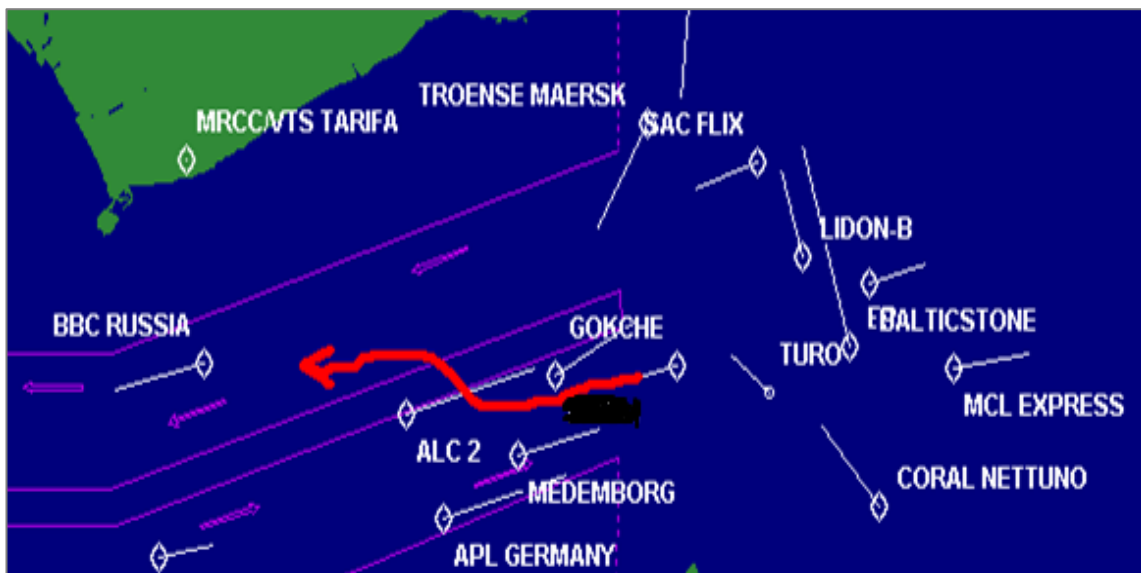 TROENSE MAERSK
SAC FLIX
MRCC/VTS TARIFA
LIDON-B
BBC RUSSIA
GOKCHE
BALTICSTONE
TURO
MCL EXPRESS
ALC 2
CORAL NETTUNO
MEDEMBORG
APL GERMANY